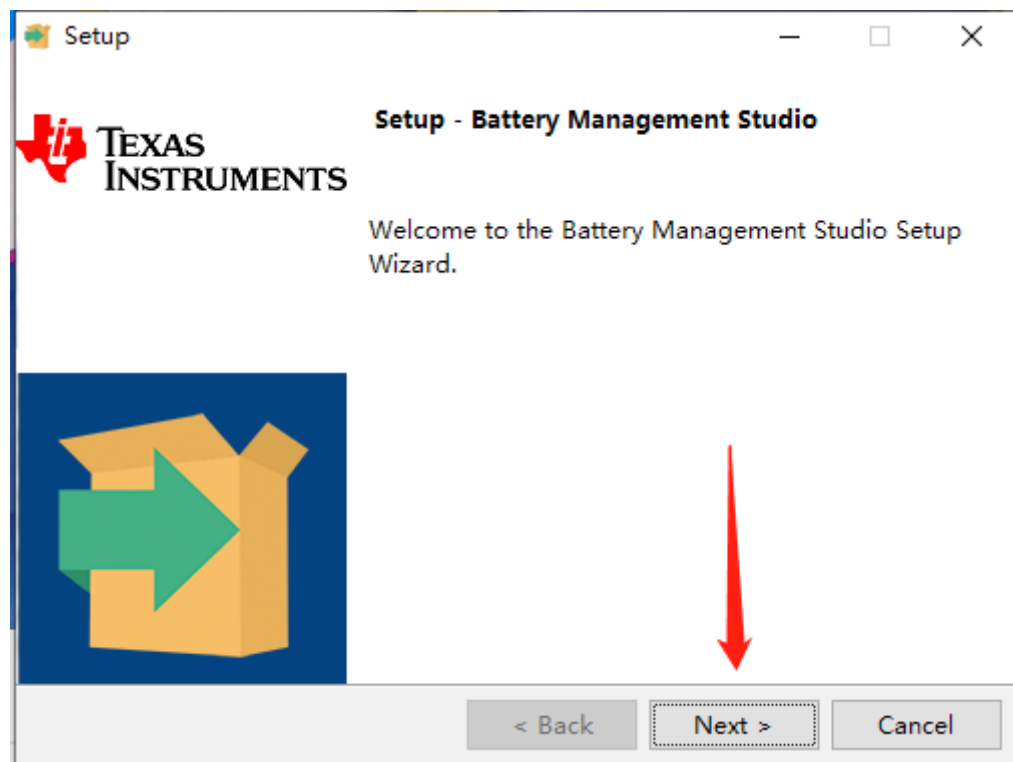 Setup
TEXAS
INSTRUMENTS
Setup - Battery Management Studio
Welcome to the Battery Management Studio Setup
Wizard.
< Back
Next >
Cancel